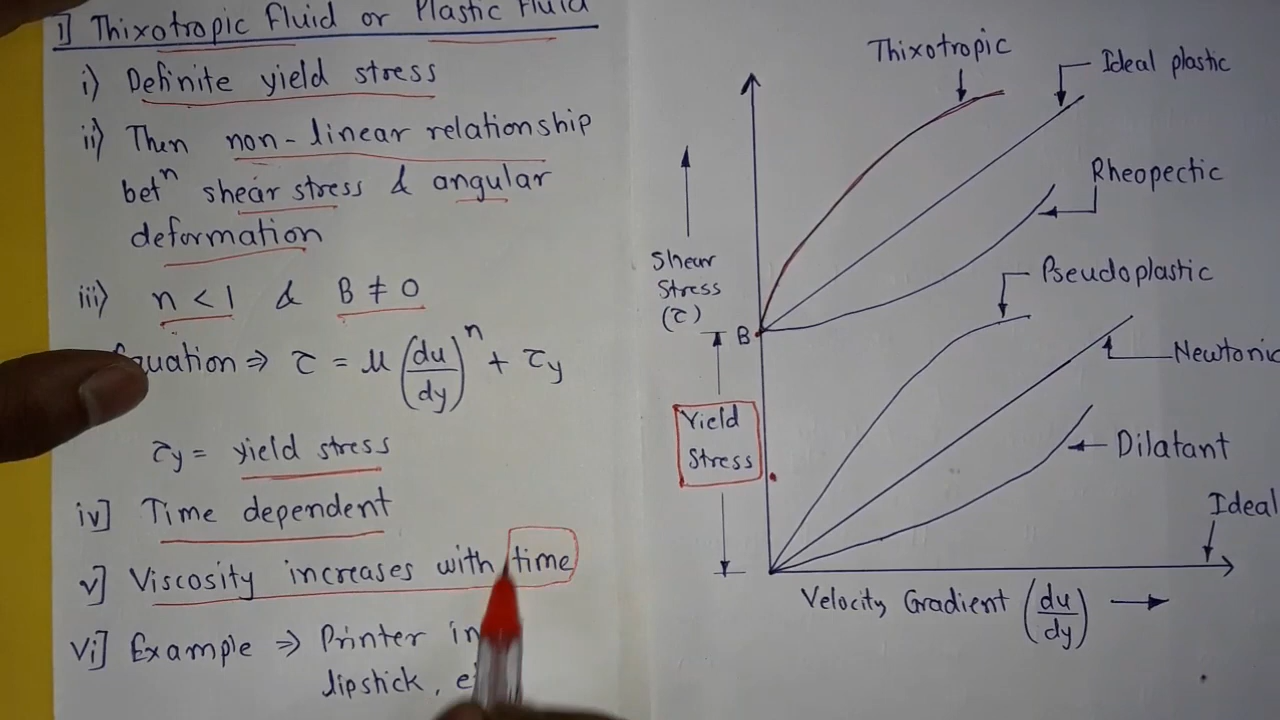 1] Thixotropic Fluid or Plastic Fluid
i) Definite yield stress
ii) Then non-linear relationship
betⁿ shear stress & angular
deformation
iii) n < 1 & B ≠ 0
Equation ⇒ τ = μ (du/dy)ⁿ + τy
τy = yield stress
iv] Time dependent
v] Viscosity increases with time
vi] Example ⇒ Printer
lipstick,
Thixotropic
Ideal plastic
Rheopectic
Pseudoplastic
Newtonic
Dilatant
Ideal
Shear
Stress
(τ)
B
Yield
Stress
Velocity Gradient (du/dy)